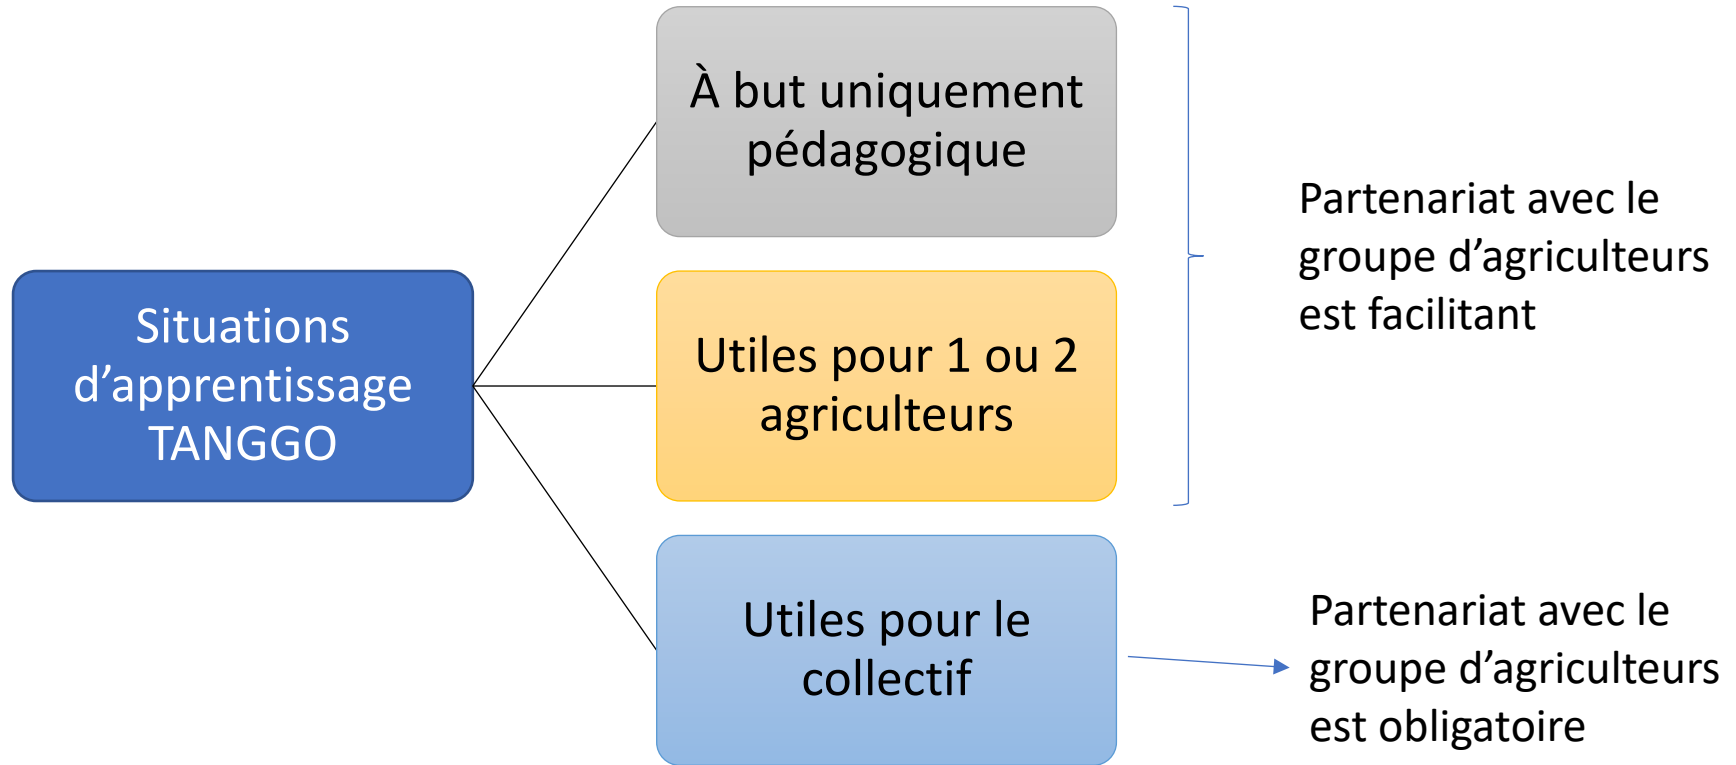 À but uniquement
pédagogique
Situations
d’apprentissage
TANGGO
Utiles pour 1 ou 2
agriculteurs
Utiles pour le
collectif
Partenariat avec le
groupe d’agriculteurs
est facilitant
Partenariat avec le
groupe d’agriculteurs
est obligatoire